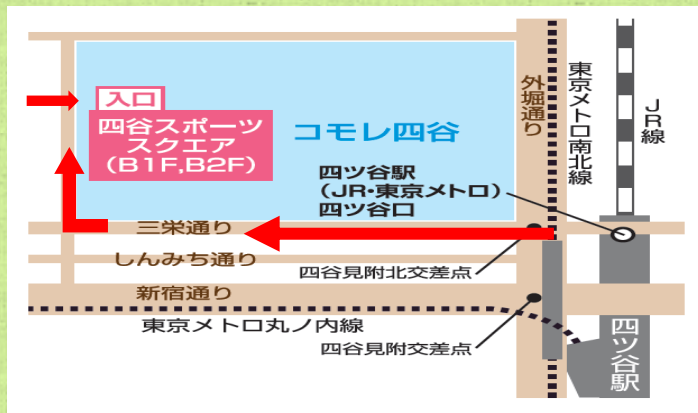 入口
四谷スポーツ
スクエア
(B1F,B2F)
コモレ四谷
外堀通り
東京メトロ南北線
JR線
四ツ谷駅
(JR・東京メトロ)
四ツ谷口
三栄通り
しんみち通り
四谷見附北交差点
新宿通り
東京メトロ丸ノ内線
四谷見附交差点
四ツ谷駅